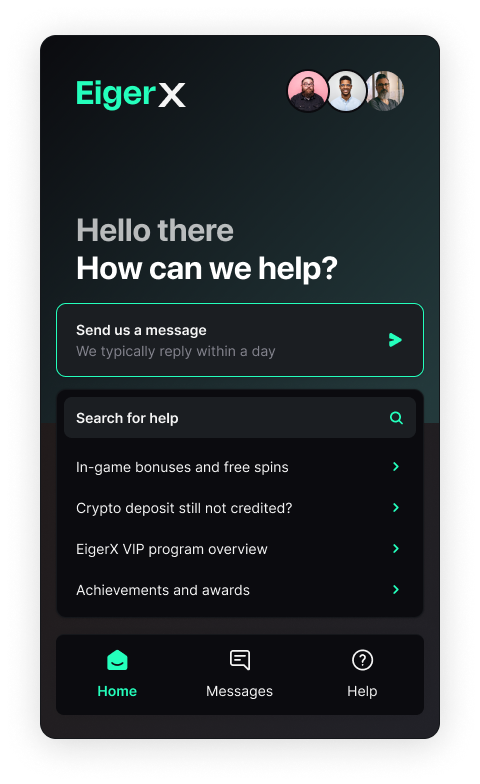 EigerX
Hello there
How can we help?
Send us a message
We typically reply within a day
Search for help
In-game bonuses and free spins
Crypto deposit still not credited?
EigerX VIP program overview
Achievements and awards
Home
Messages
Help